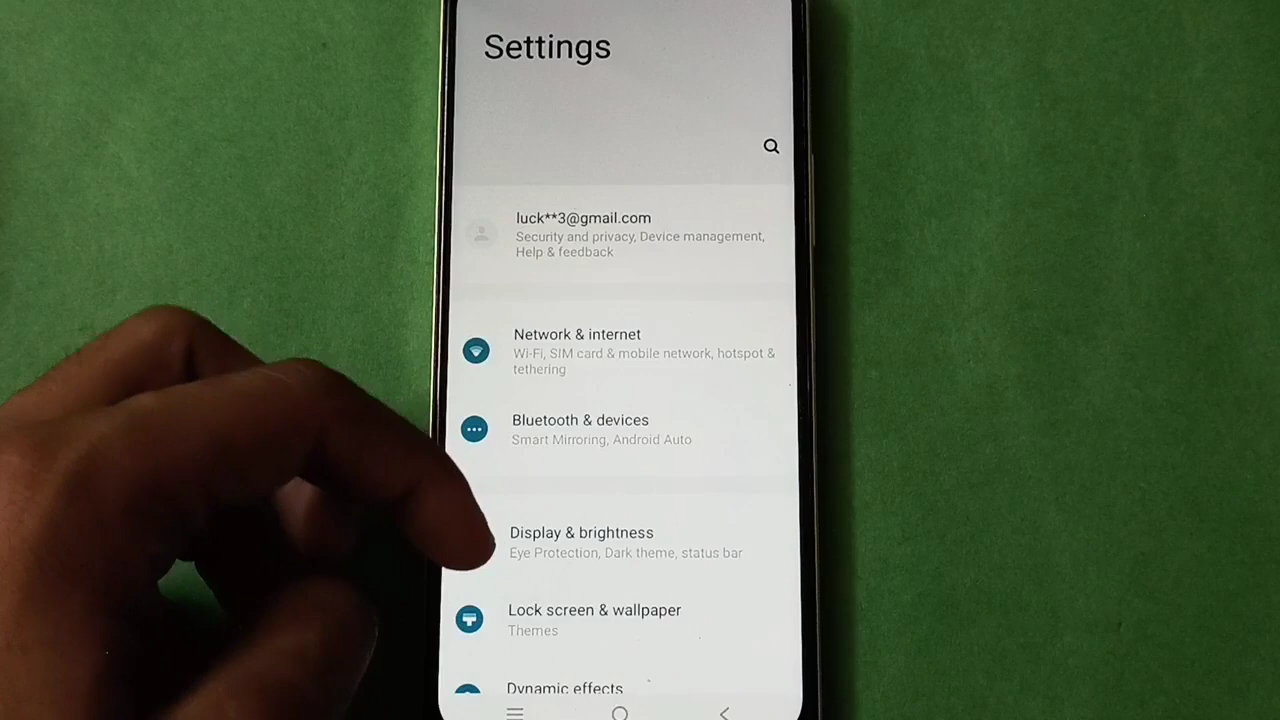 Settings
luck**3@gmail.com
Security and privacy, Device management,
Help & feedback
Network & internet
Wi-Fi, SIM card & mobile network, hotspot &
tethering
Bluetooth & devices
Smart Mirroring, Android Auto
Display & brightness
Eye Protection, Dark theme, status bar
Lock screen & wallpaper
Themes
Dynamic effects